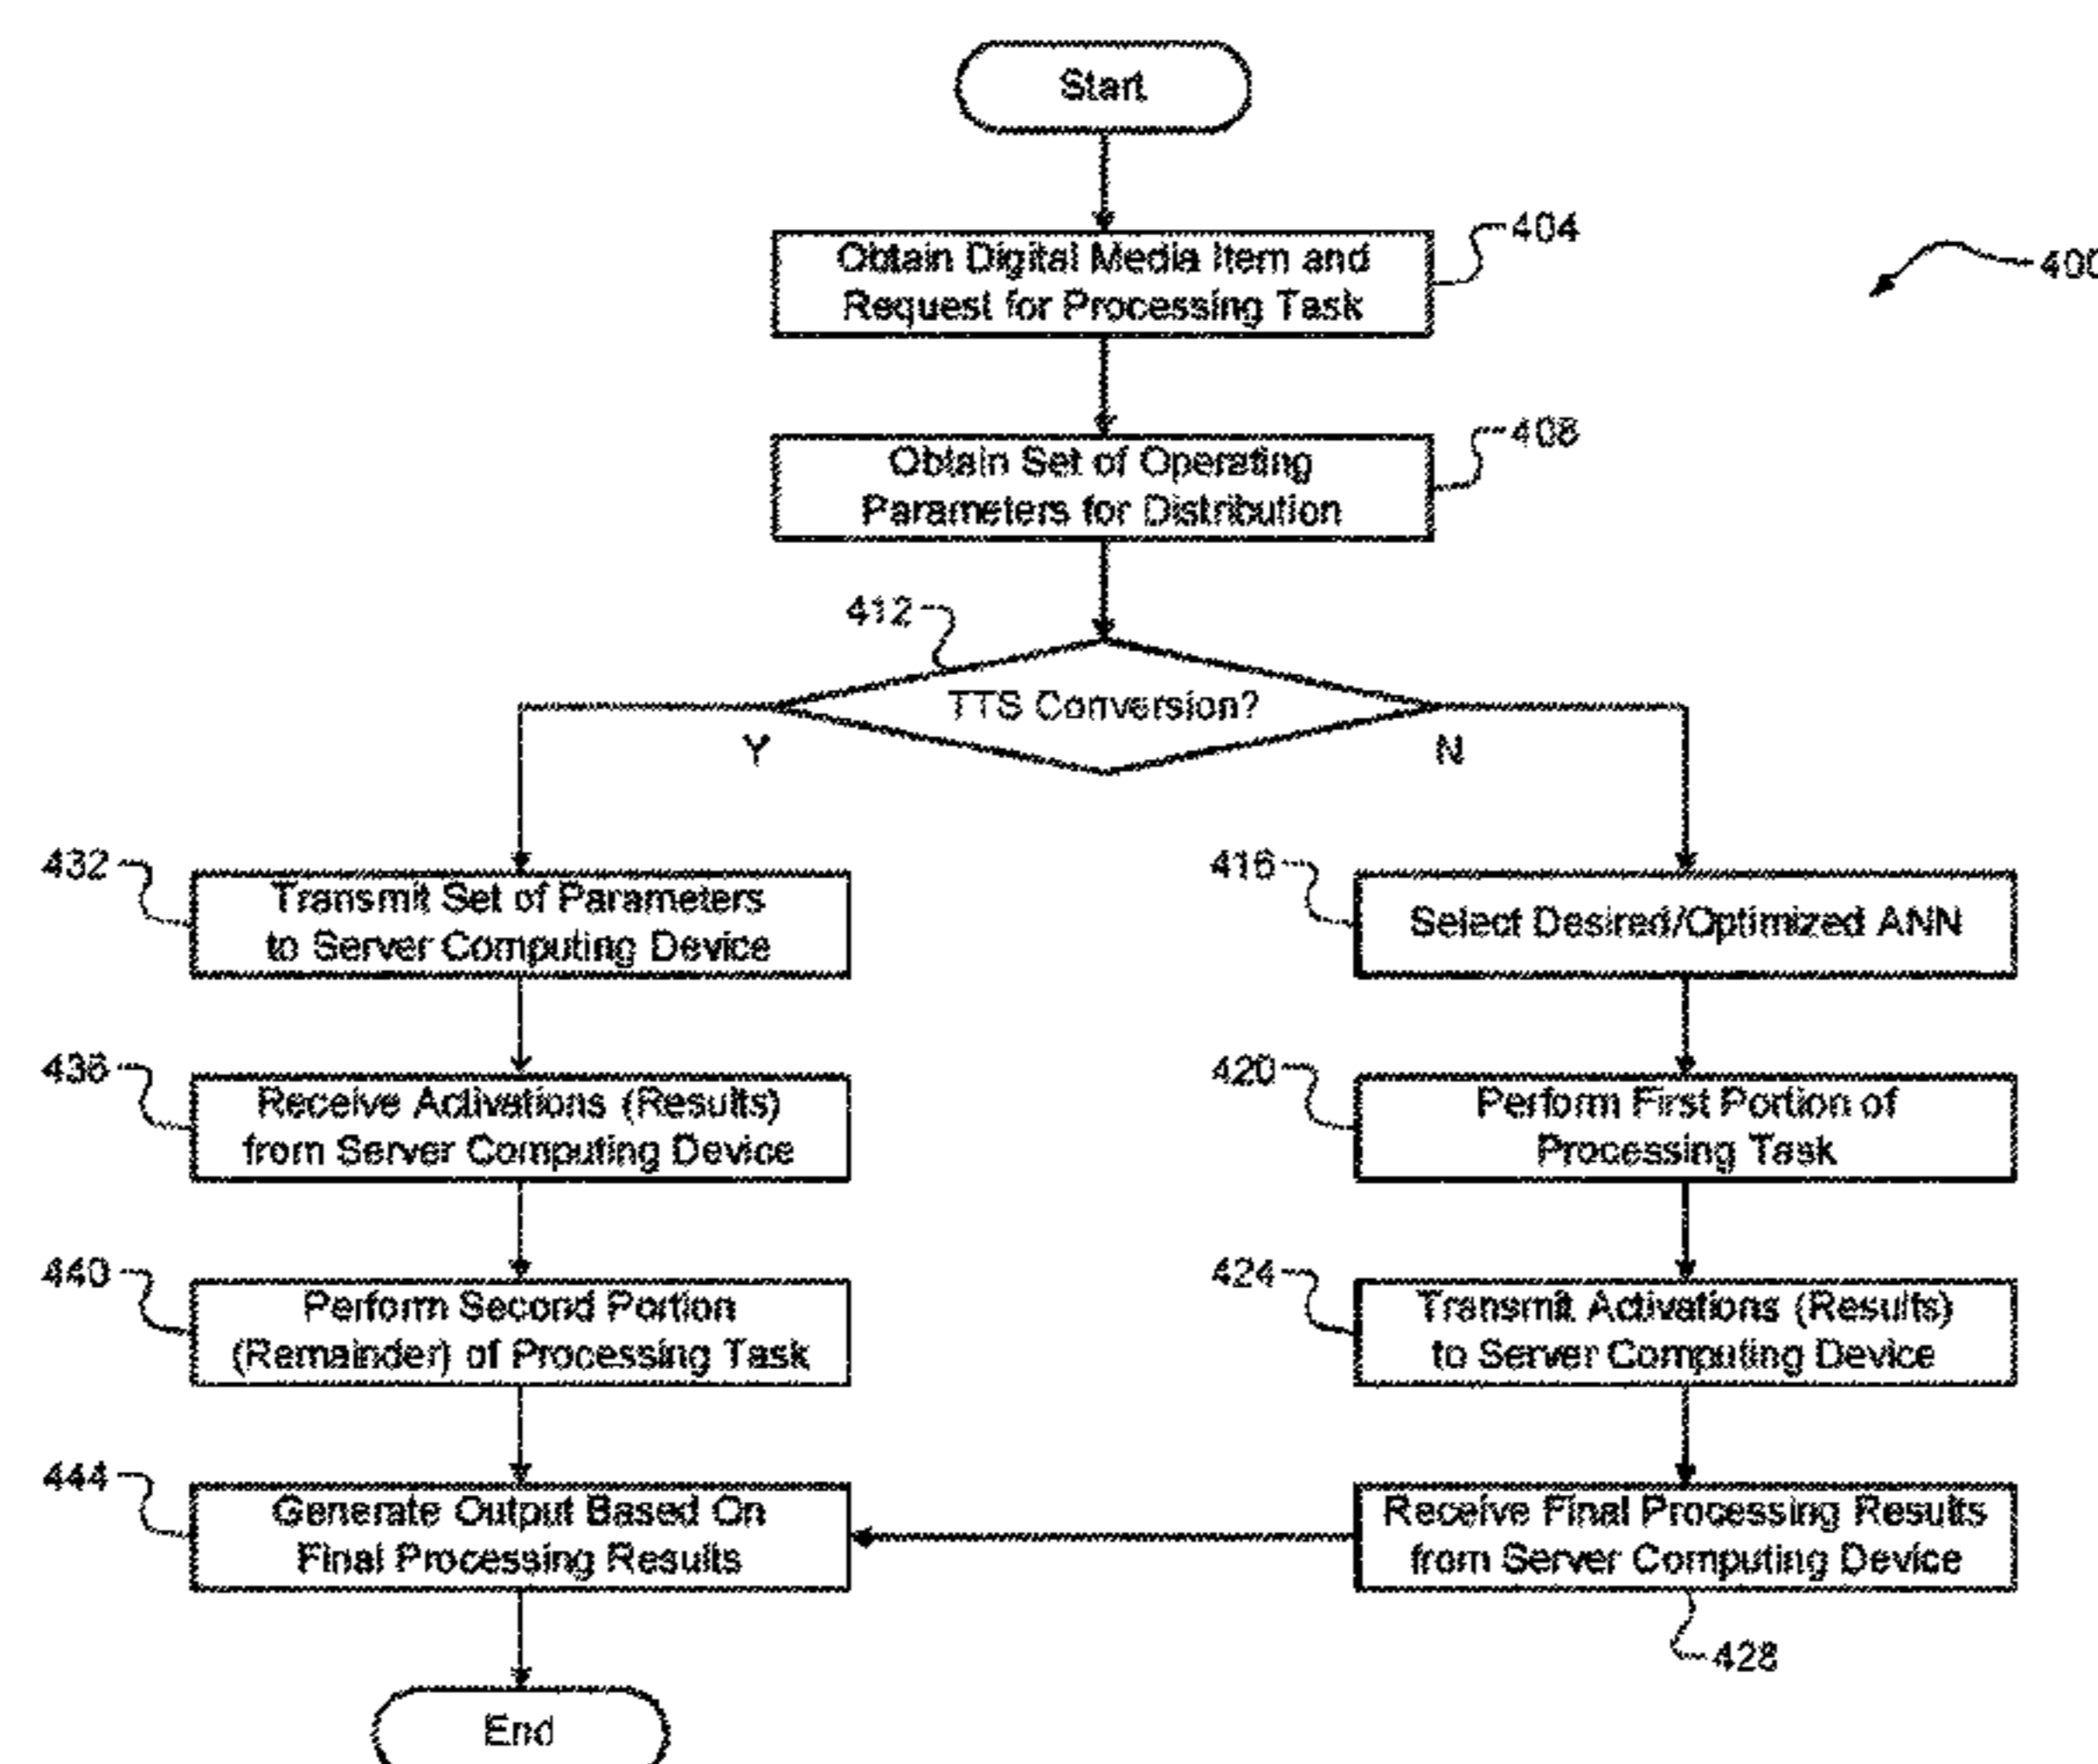 Start
Obtain Digital Media Item and
Request for Processing Task
404
400
Obtain Set of Operating
Parameters for Distribution
408
412
TTS Conversion?
Y
N
432
Transmit Set of Parameters
to Server Computing Device
416
Select Desired/Optimized ANN
436
Receive Activations (Results)
from Server Computing Device
420
Perform First Portion of
Processing Task
440
Perform Second Portion
(Remainder) of Processing Task
424
Transmit Activations (Results)
to Server Computing Device
444
Generate Output Based On
Final Processing Results
Receive Final Processing Results
from Server Computing Device
428
End